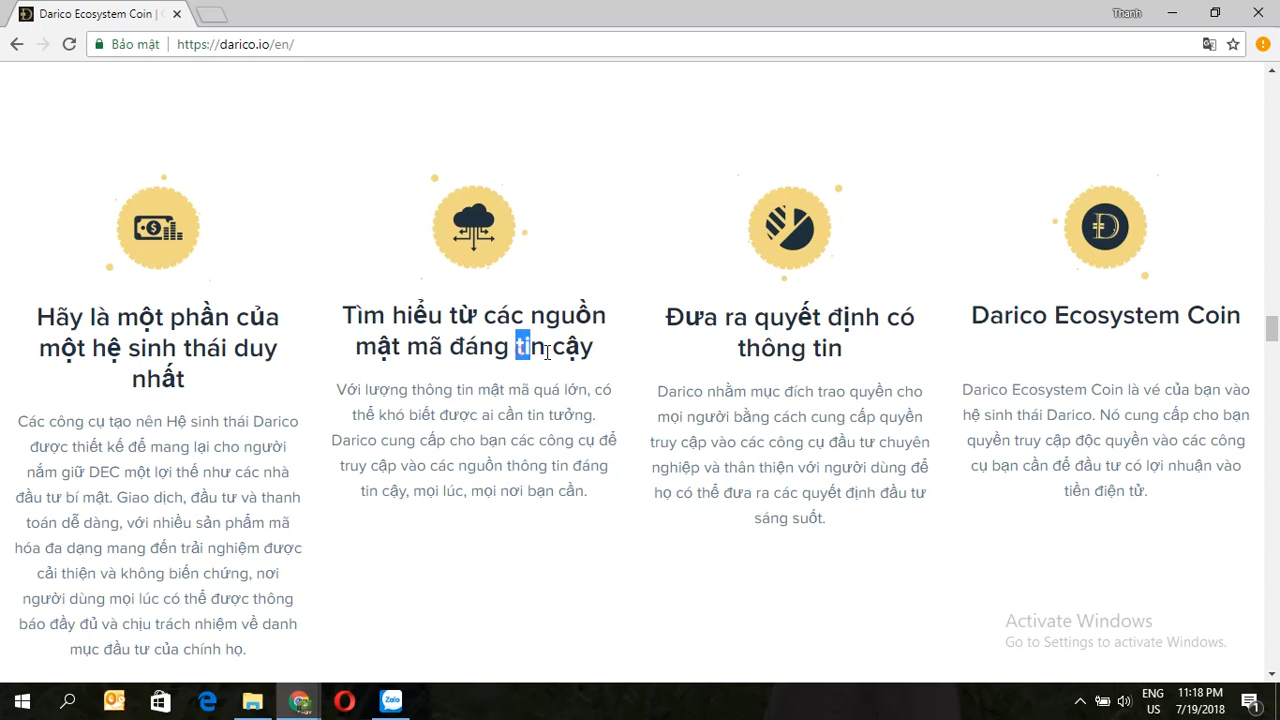 Darico Ecosystem Coin |
Thanh
Bảo mật
https://darico.io/en/
Hãy là một phần của
một hệ sinh thái duy
nhất
Các công cụ tạo nên Hệ sinh thái Darico
được thiết kế để mang lại cho người
nắm giữ DEC một lợi thế như các nhà
đầu tư bí mật. Giao dịch, đầu tư và thanh
toán dễ dàng, với nhiều sản phẩm mã
hóa đa dạng mang đến trải nghiệm được
cải thiện và không biến chứng, nơi
người dùng mọi lúc có thể được thông
báo đầy đủ và chịu trách nhiệm về danh
mục đầu tư của chính họ.
Tìm hiểu từ các nguồn
mật mã đáng tin cậy
Với lượng thông tin mật mã quá lớn, có
thể khó biết được ai cần tin tưởng.
Darico cung cấp cho bạn các công cụ để
truy cập vào các nguồn thông tin đáng
tin cậy, mọi lúc, mọi nơi bạn cần.
Đưa ra quyết định có
thông tin
Darico nhằm mục đích trao quyền cho
mọi người bằng cách cung cấp quyền
truy cập vào các công cụ đầu tư chuyên
nghiệp và thân thiện với người dùng để
họ có thể đưa ra các quyết định đầu tư
sáng suốt.
Darico Ecosystem Coin
Darico Ecosystem Coin là vé của bạn vào
hệ sinh thái Darico. Nó cung cấp cho bạn
quyền truy cập độc quyền vào các công
cụ bạn cần để đầu tư có lợi nhuận vào
tiền điện tử.
Activate Windows
Go to Settings to activate Windows.
Zalo
ENG
US
11:18 PM
7/19/2018
1